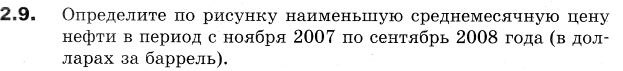 2.9. Определите по рисунку наименьшую среднемесячную цену
нефти в период с ноября 2007 по сентябрь 2008 года (в дол-
ларах за баррель).